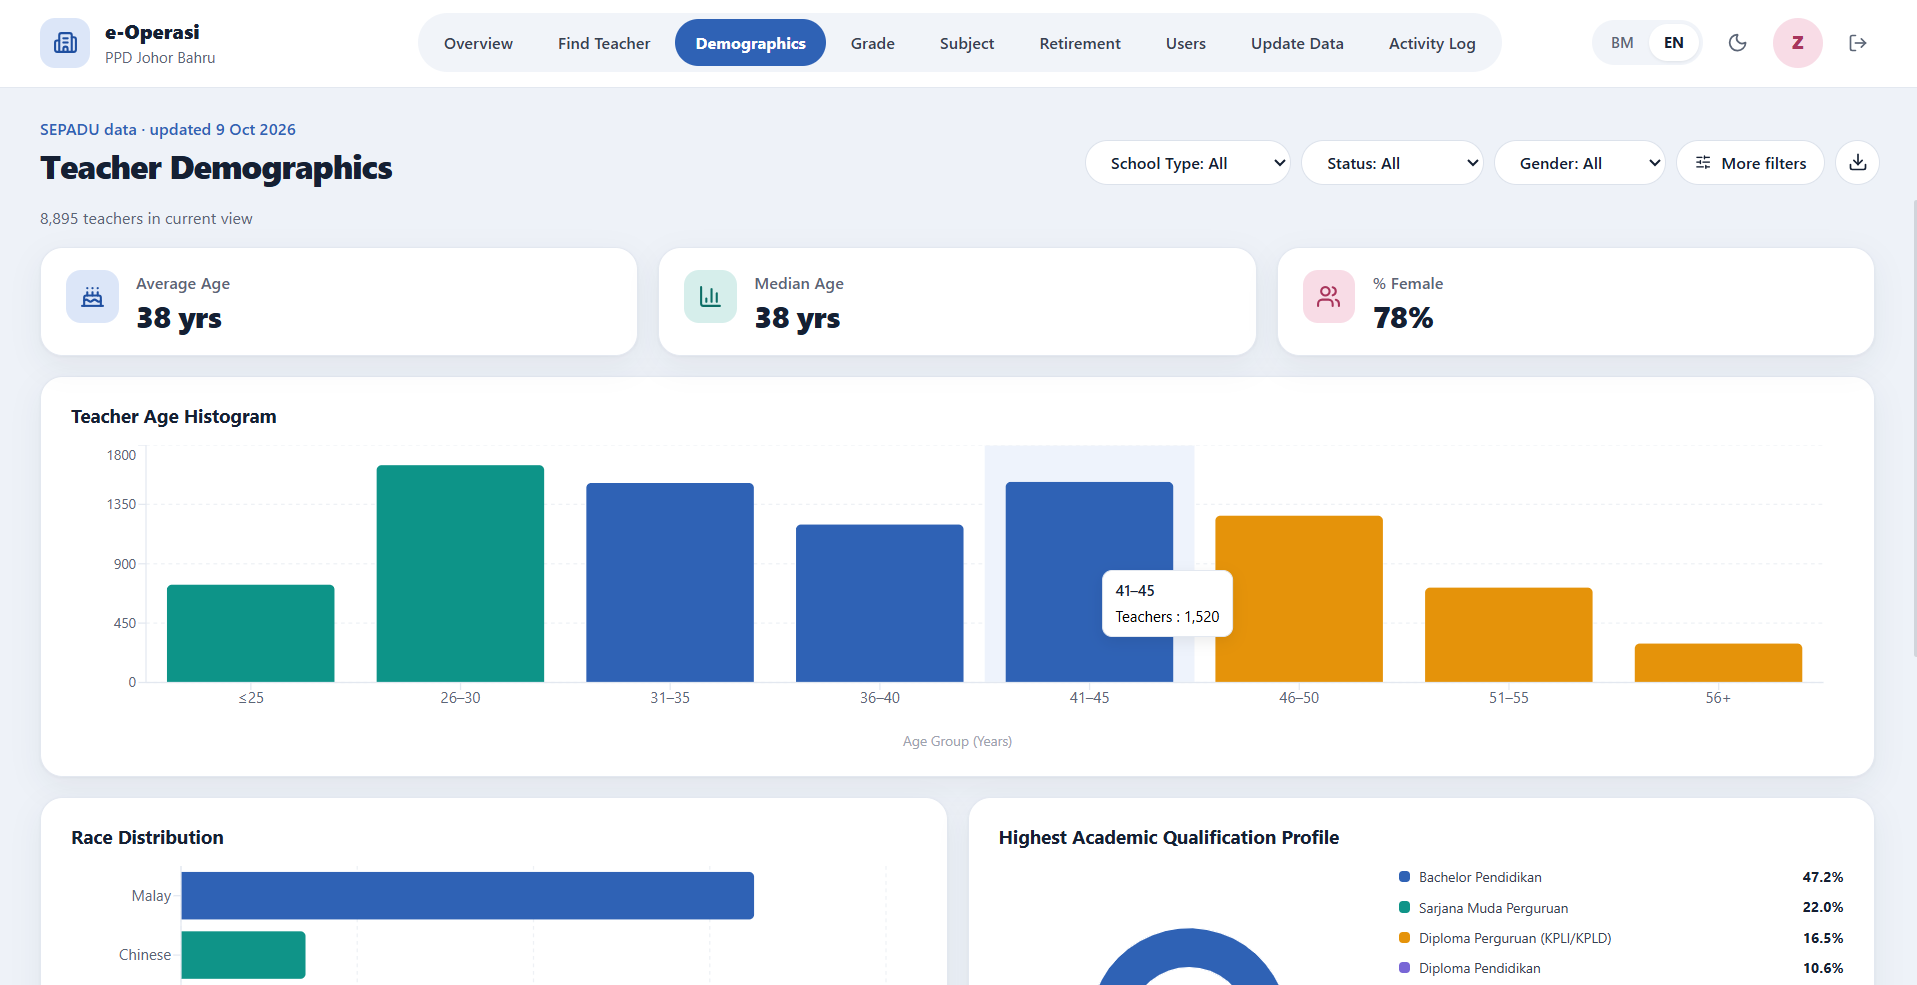 e-Operasi
PPD Johor Bahru
Overview
Find Teacher
Demographics
Grade
Subject
Retirement
Users
Update Data
Activity Log
BM
EN
Z
SEPADU data · updated 9 Oct 2026
Teacher Demographics
School Type: All
Status: All
Gender: All
More filters
8,895 teachers in current view
Average Age
38 yrs
Median Age
38 yrs
% Female
78%
Teacher Age Histogram
1800
1350
900
450
0
41–45
Teachers : 1,520
≤25
26–30
31–35
36–40
41–45
46–50
51–55
56+
Age Group (Years)
Race Distribution
Malay
Chinese
Highest Academic Qualification Profile
Bachelor Pendidikan 47.2%
Sarjana Muda Perguruan 22.0%
Diploma Perguruan (KPLI/KPLD) 16.5%
Diploma Pendidikan 10.6%